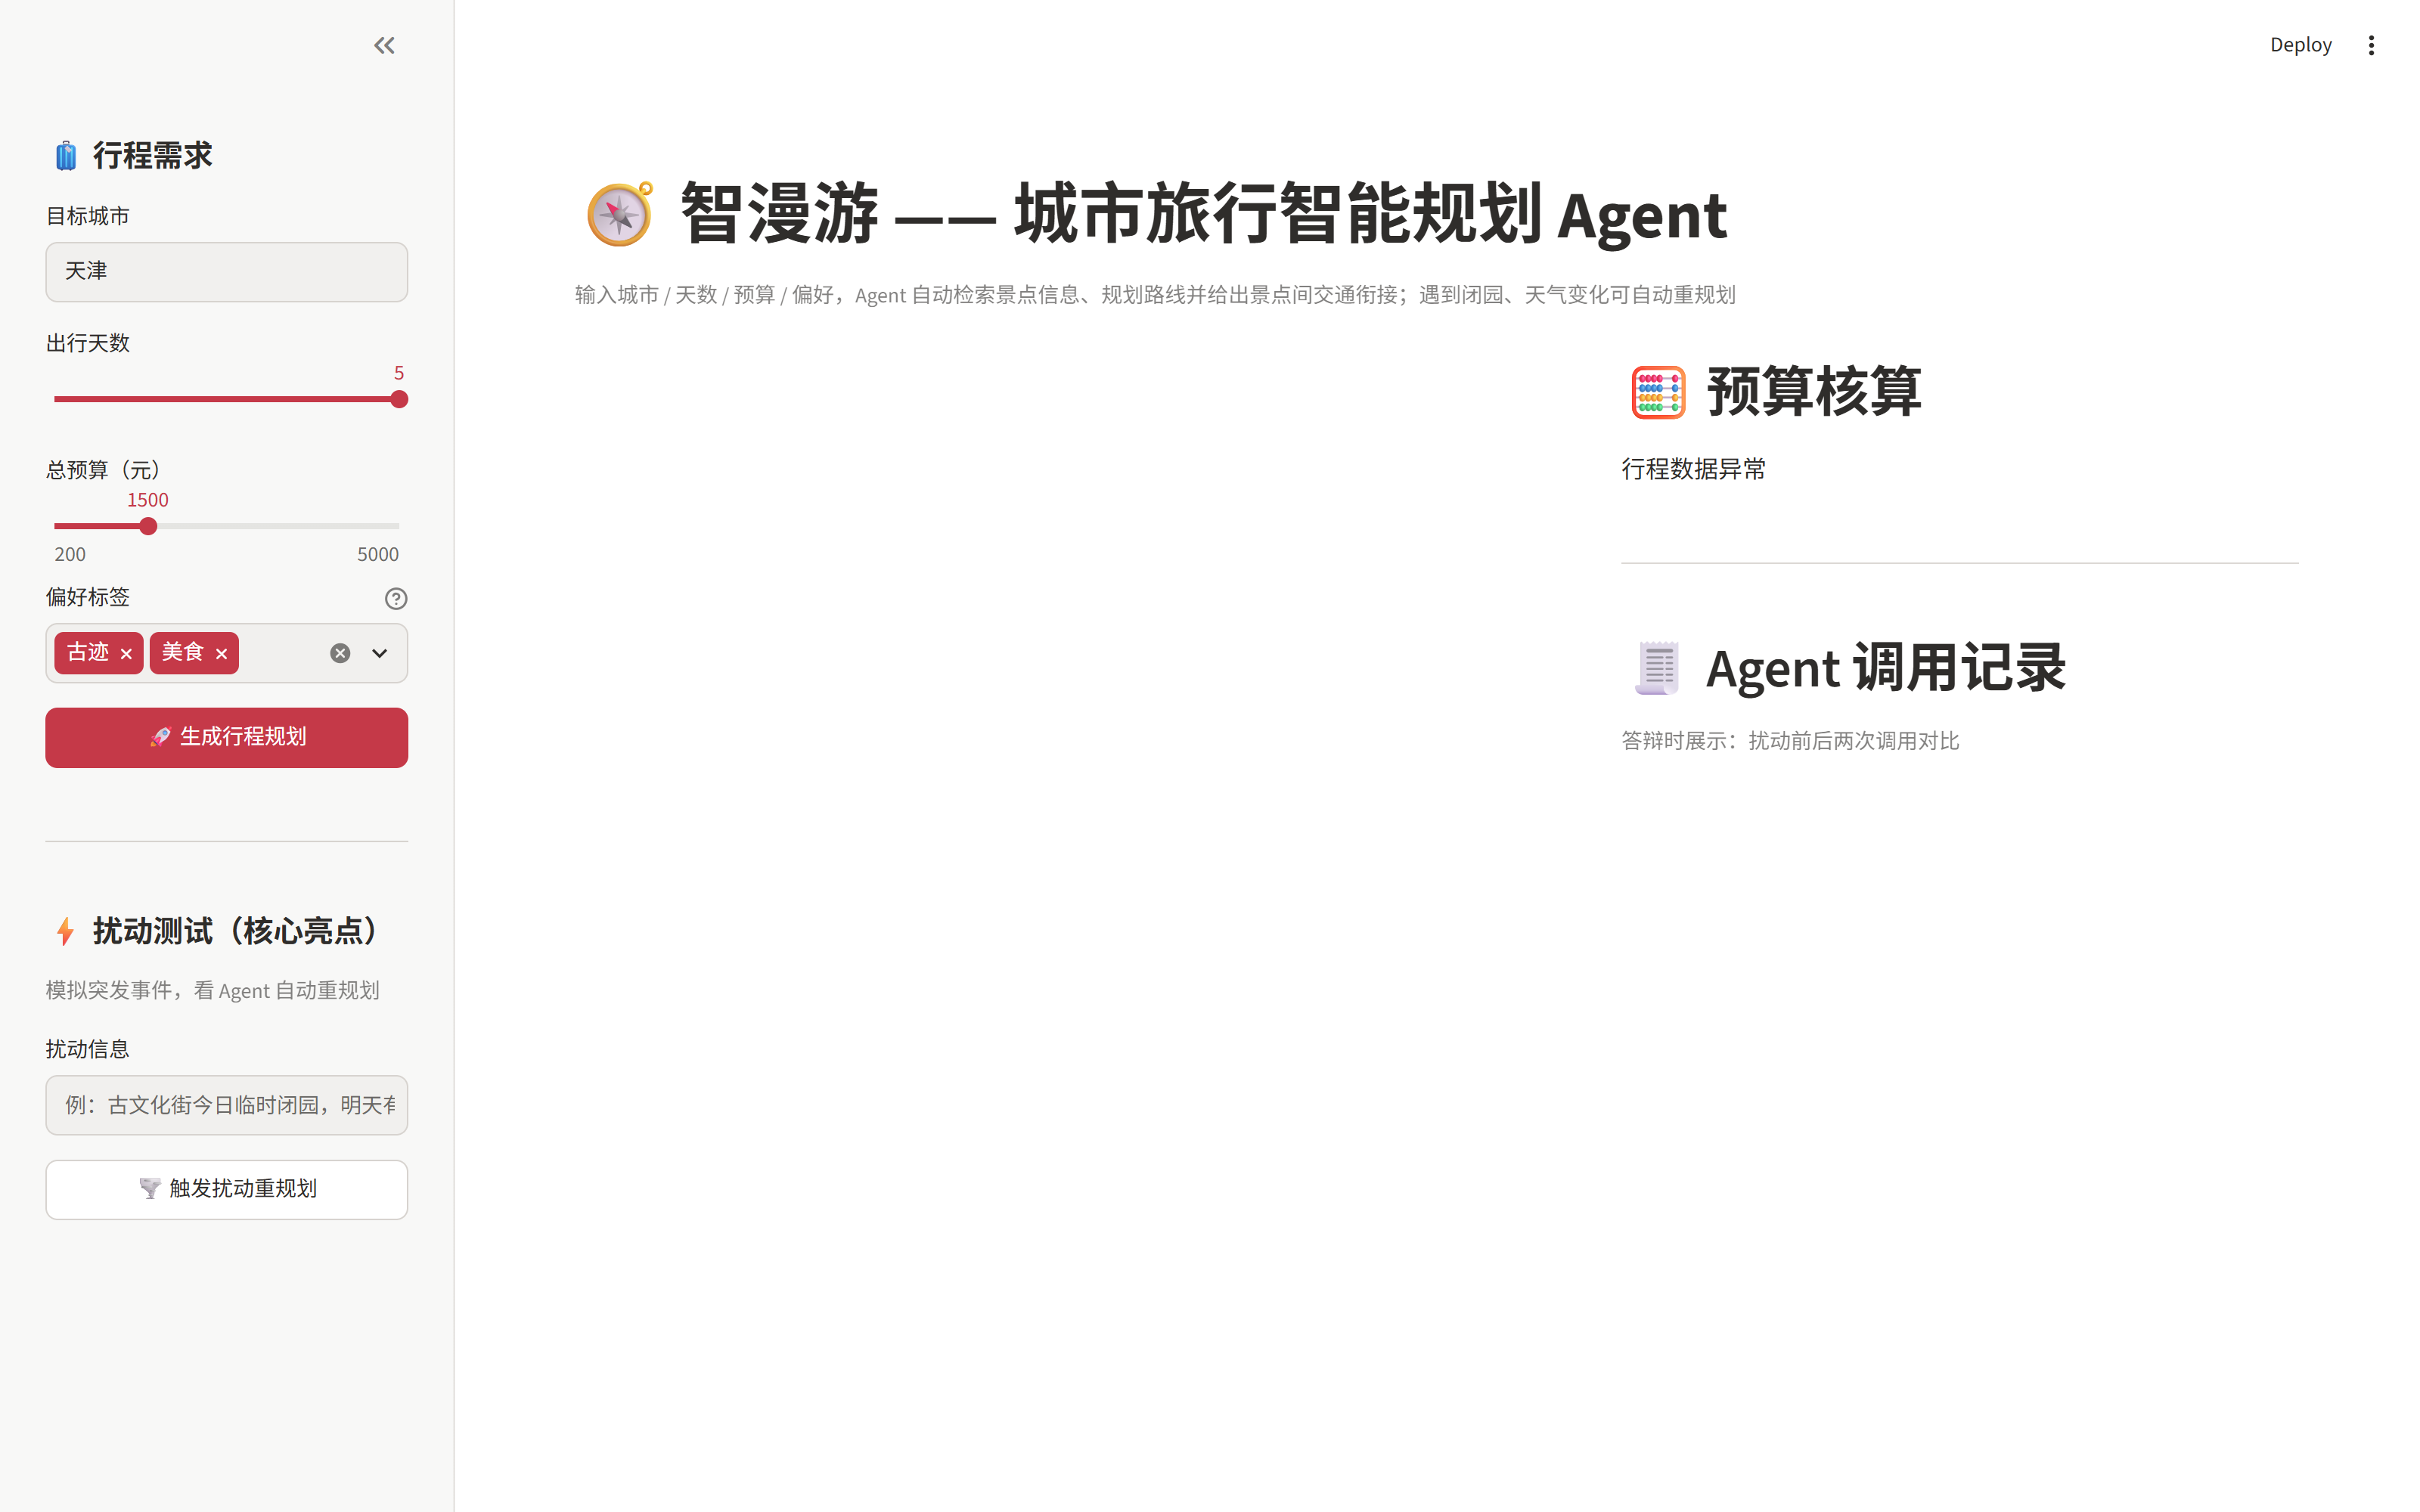 Deploy
行程需求
目标城市
天津
出行天数
5
总预算（元）
1500
200 5000
偏好标签
古迹 美食
生成行程规划
扰动测试（核心亮点）
模拟突发事件，看 Agent 自动重规划
扰动信息
例：古文化街今日临时闭园，明天
触发扰动重规划
智漫游 —— 城市旅行智能规划 Agent
输入城市 / 天数 / 预算 / 偏好，Agent 自动检索景点信息、规划路线并给出景点间交通衔接；遇到闭园、天气变化可自动重规划
预算核算
行程数据异常
Agent 调用记录
答辩时展示：扰动前后两次调用对比